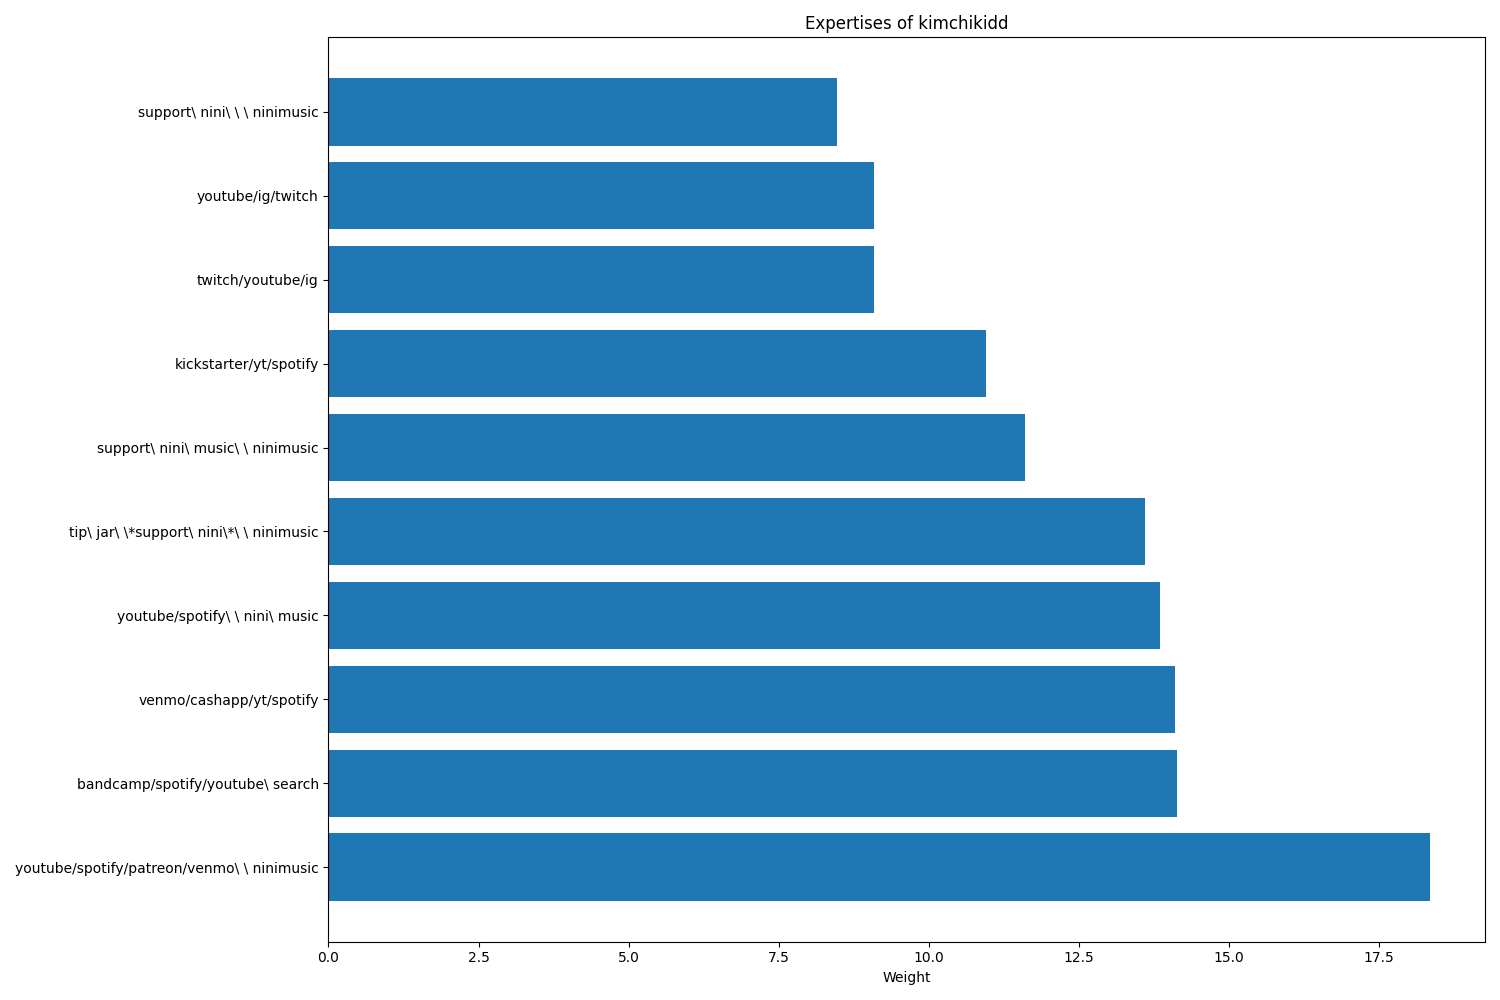 Expertises of kimchikidd
support\ nini\ \ \ ninimusic
youtube/ig/twitch
twitch/youtube/ig
kickstarter/yt/spotify
support\ nini\ music\ \ ninimusic
tip\ jar\ \*support\ nini\*\ \ ninimusic
youtube/spotify\ \ nini\ music
venmo/cashapp/yt/spotify
bandcamp/spotify/youtube\ search
youtube/spotify/patreon/venmo\ \ ninimusic
0.0 2.5 5.0 7.5 10.0 12.5 15.0 17.5
Weight